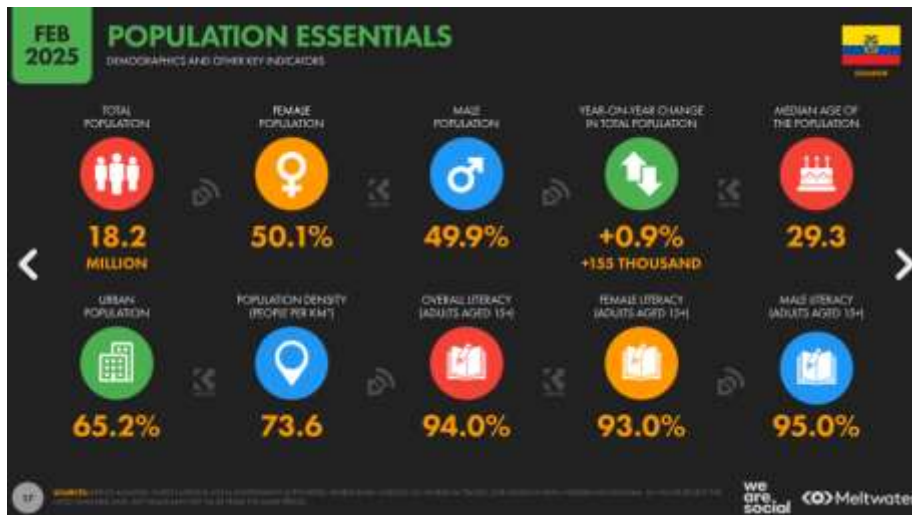 FEB
2025
POPULATION ESSENTIALS
DEMOGRAPHICS AND OTHER KEY INDICATORS
ECUADOR
TOTAL
POPULATION
18.2
MILLION
FEMALE
POPULATION
50.1%
MALE
POPULATION
49.9%
YEAR-ON-YEAR CHANGE
IN TOTAL POPULATION
+0.9%
+155 THOUSAND
MEDIAN AGE OF
THE POPULATION
29.3
URBAN
POPULATION
65.2%
POPULATION DENSITY
(PEOPLE PER KM²)
73.6
OVERALL LITERACY
(ADULTS AGED 15+)
94.0%
FEMALE LITERACY
(ADULTS AGED 15+)
93.0%
MALE LITERACY
(ADULTS AGED 15+)
95.0%
17
SOURCES:
we
are.
social
Meltwater